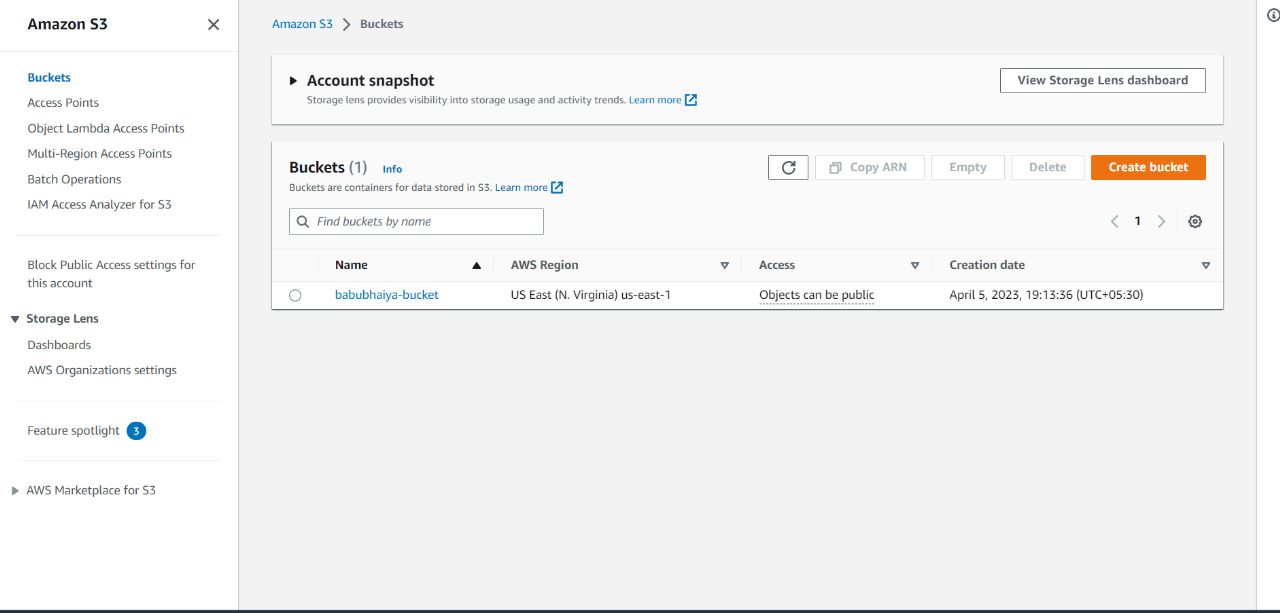 Amazon S3
Buckets
Access Points
Object Lambda Access Points
Multi-Region Access Points
Batch Operations
IAM Access Analyzer for S3
Block Public Access settings for
this account
Storage Lens
Dashboards
AWS Organizations settings
Feature spotlight 3
AWS Marketplace for S3
Amazon S3 Buckets
Account snapshot
Storage lens provides visibility into storage usage and activity trends. Learn more
View Storage Lens dashboard
Buckets (1) Info
Buckets are containers for data stored in S3. Learn more
Copy ARN Empty Delete Create bucket
Find buckets by name
1
Name AWS Region Access Creation date
babubhaiya-bucket US East (N. Virginia) us-east-1 Objects can be public April 5, 2023, 19:13:36 (UTC+05:30)